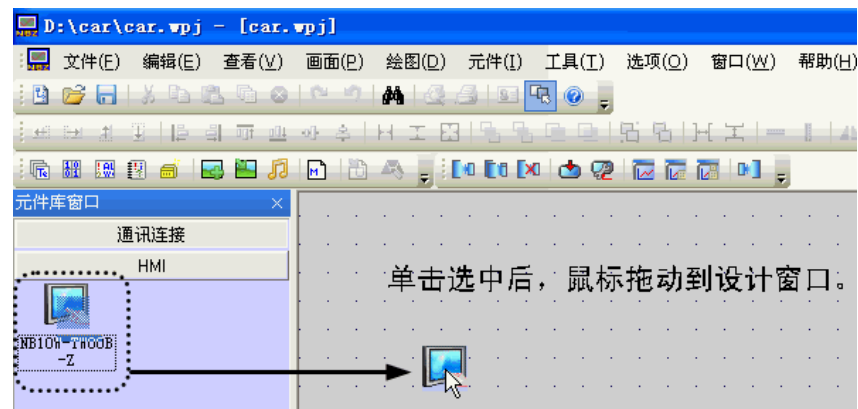 D:\car\car.wpj - [car.wpj]
文件(F) 编辑(E) 查看(V) 画面(P) 绘图(D) 元件(I) 工具(T) 选项(O) 窗口(W) 帮助(H)
元件库窗口
通讯连接
HMI
单击选中后，鼠标拖动到设计窗口。
NB10W-TW00B
-Z